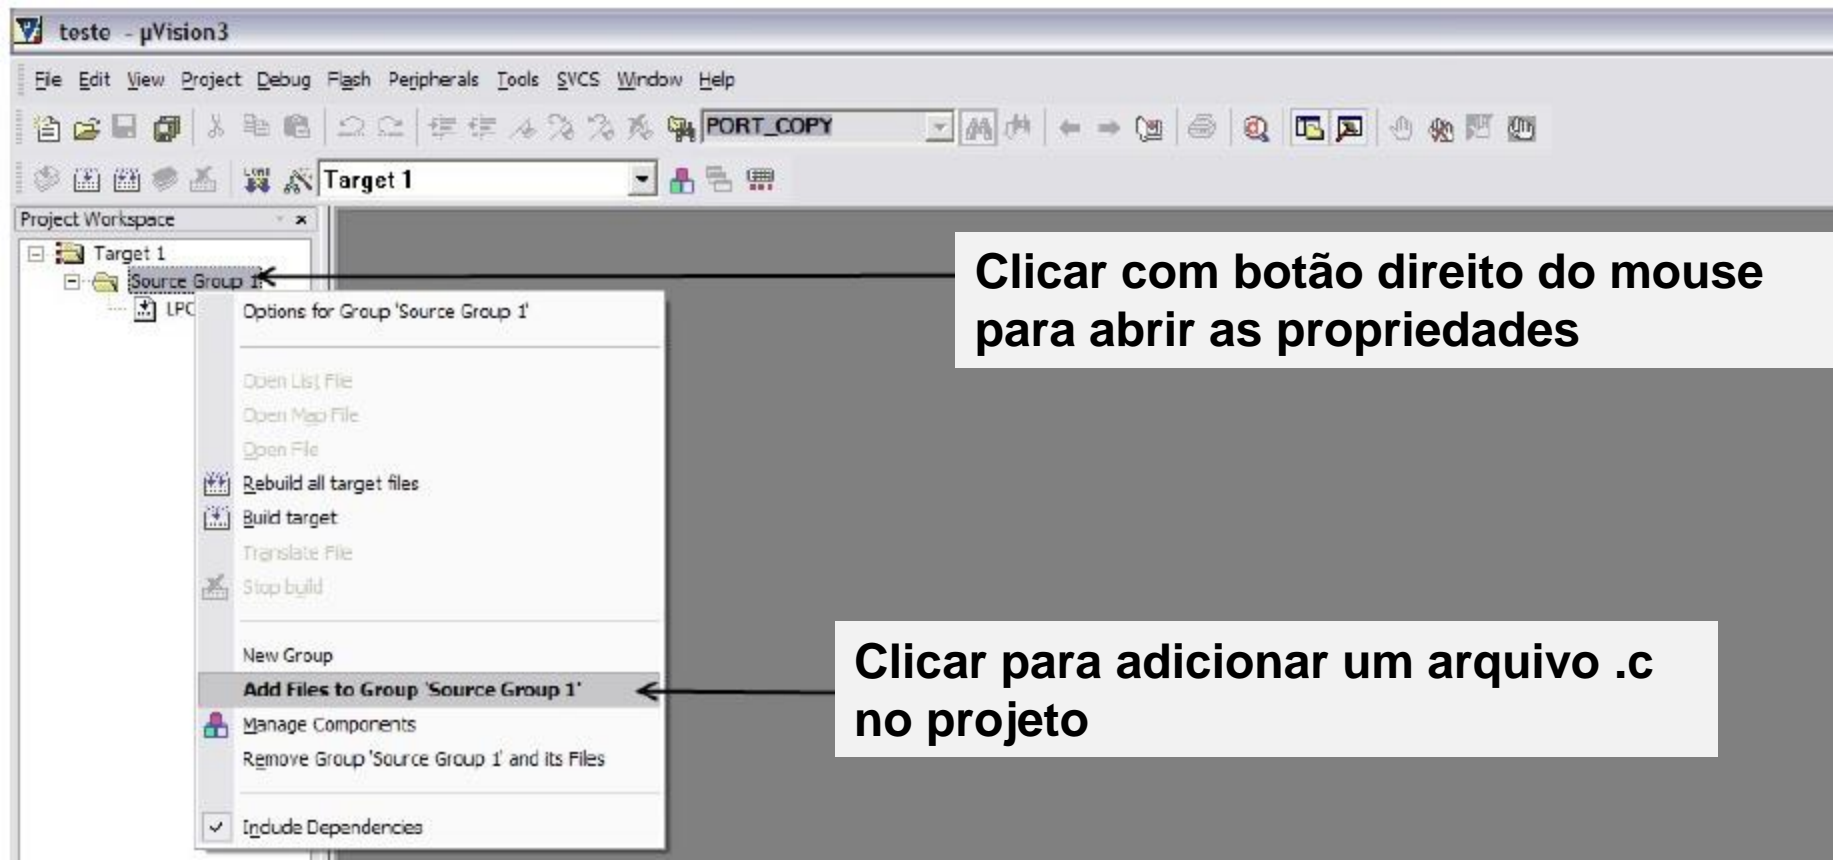 teste - µVision3
File Edit View Project Debug Flash Peripherals Tools SVCS Window Help
PORT_COPY
Target 1
Project Workspace
Target 1
Source Group 1
LPC
Clicar com botão direito do mouse
para abrir as propriedades
Options for Group 'Source Group 1'
Open List File
Open Map File
Open File
Rebuild all target files
Build target
Translate File
Stop build
New Group
Add Files to Group 'Source Group 1'
Manage Components
Remove Group 'Source Group 1' and its Files
Include Dependencies
Clicar para adicionar um arquivo .c
no projeto